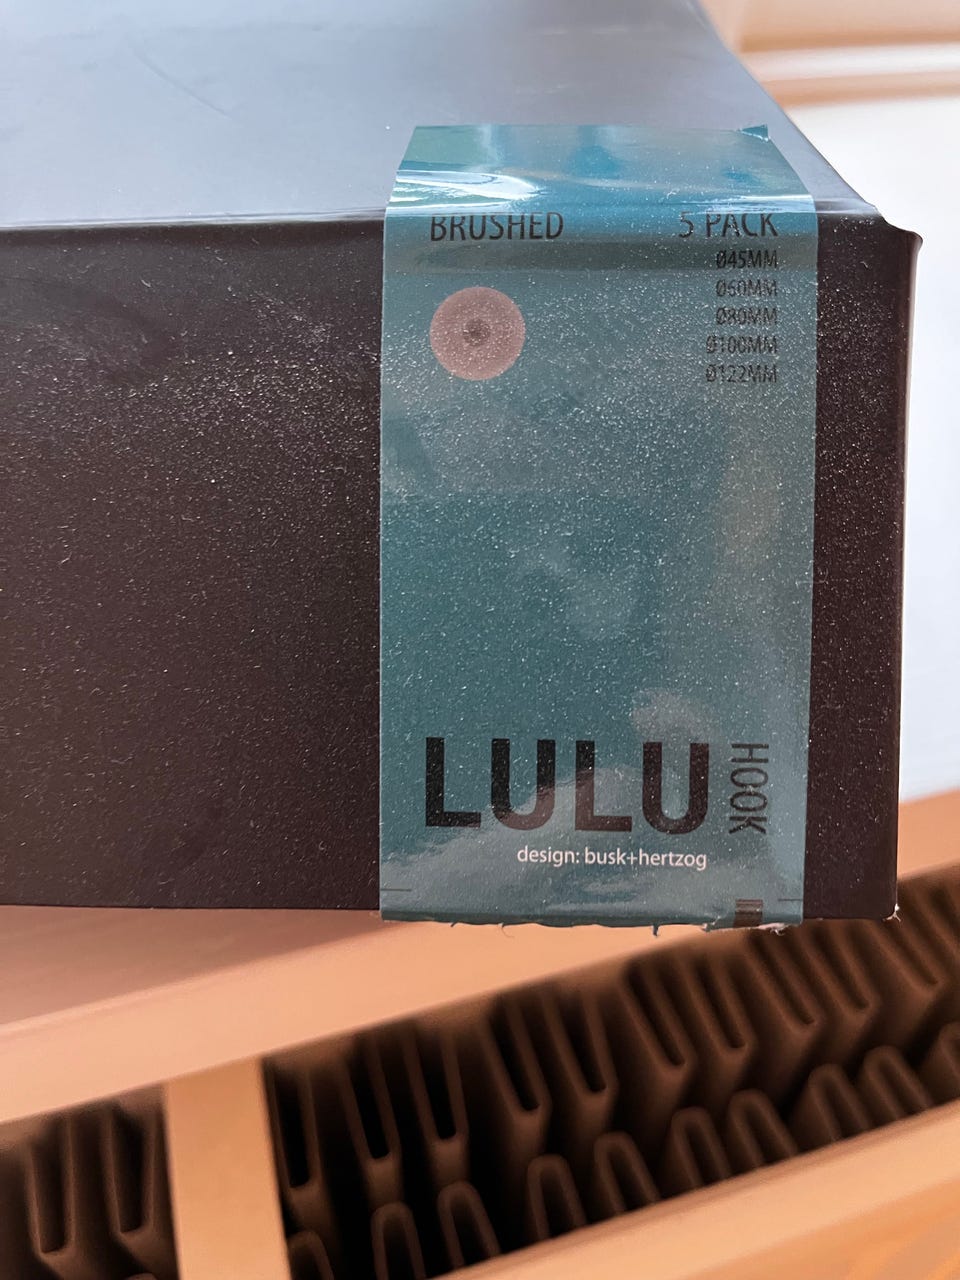 BRUSHED
5 PACK
Ø45MM
Ø60MM
Ø80MM
Ø100MM
Ø122MM
LULU
HOOK
design: busk+hertzog